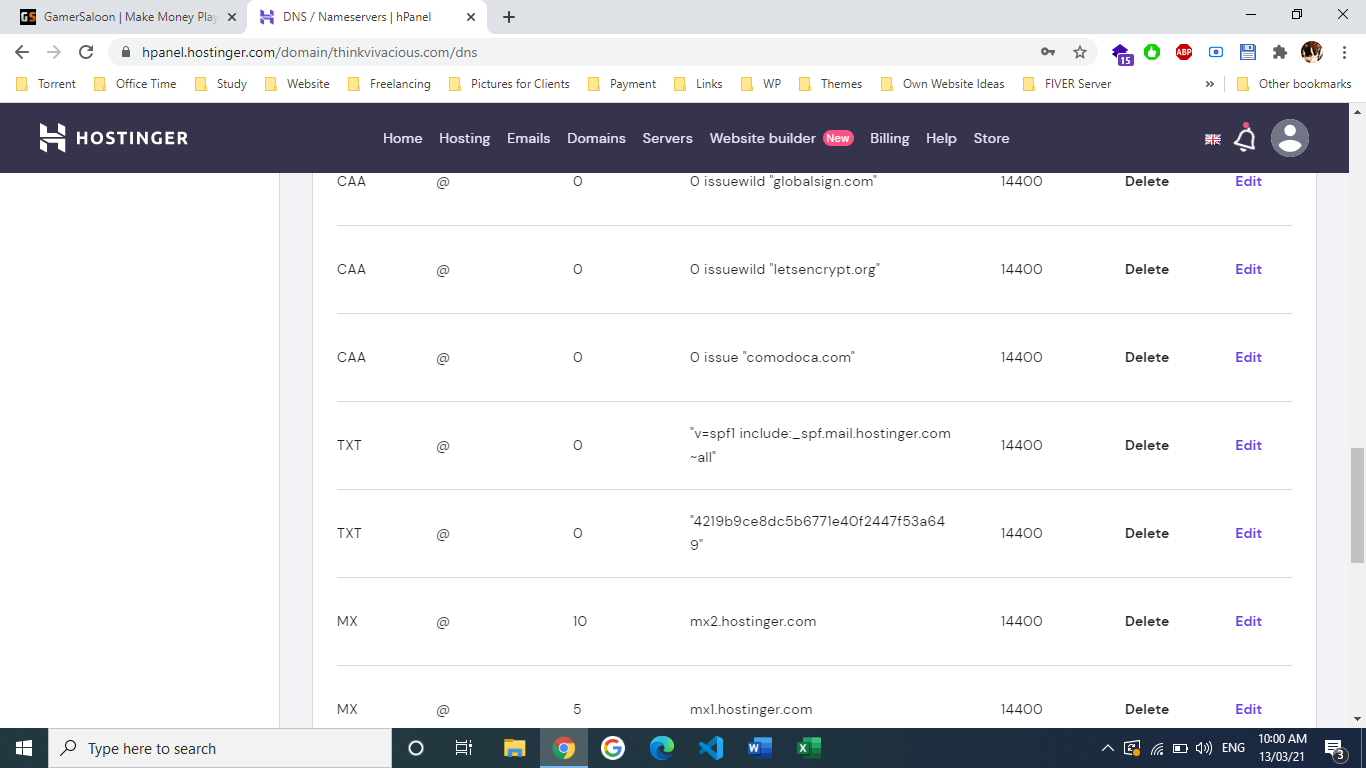 GamerSaloon | Make Money Play
DNS / Nameservers | hPanel
hpanel.hostinger.com/domain/thinkvivacious.com/dns
15
ABP
Torrent Office Time Study Website Freelancing Pictures for Clients Payment Links WP Themes Own Website Ideas FIVER Server » Other bookmarks
HOSTINGER Home Hosting Emails Domains Servers Website builder New Billing Help Store
CAA @ 0 0 issuewild "globalsign.com" 14400 Delete Edit
CAA @ 0 0 issuewild "letsencrypt.org" 14400 Delete Edit
CAA @ 0 0 issue "comodoca.com" 14400 Delete Edit
TXT @ 0 "v=spf1 include:_spf.mail.hostinger.com 14400 Delete Edit
~all"
TXT @ 0 "4219b9ce8dc5b6771e40f2447f53a64 14400 Delete Edit
9"
MX @ 10 mx2.hostinger.com 14400 Delete Edit
MX @ 5 mx1.hostinger.com 14400 Delete Edit
Type here to search
ENG
10:00 AM
13/03/21
3